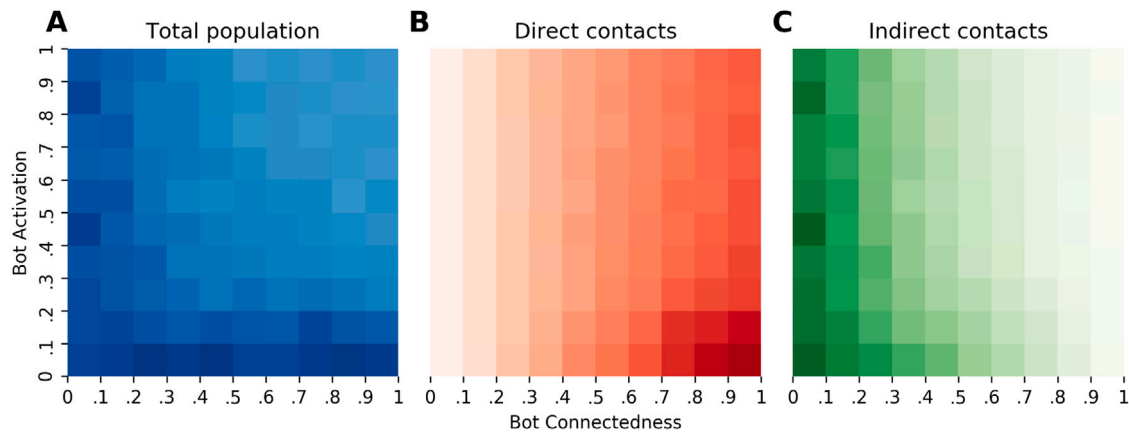 A Total population
B Direct contacts
C Indirect contacts
Bot Activation
1
.9
.8
.7
.6
.5
.4
.3
.2
.1
0
0 .1 .2 .3 .4 .5 .6 .7 .8 .9 1
0 .1 .2 .3 .4 .5 .6 .7 .8 .9 1
0 .1 .2 .3 .4 .5 .6 .7 .8 .9 1
Bot Connectedness